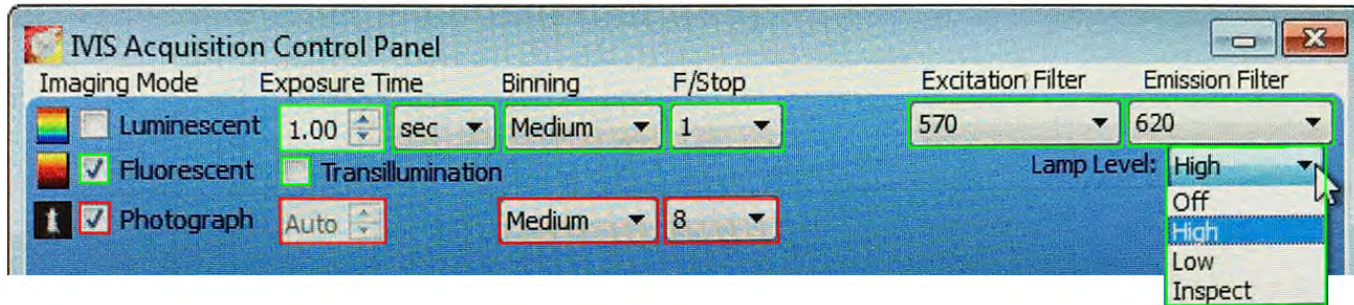 IVIS Acquisition Control Panel
Imaging Mode Exposure Time Binning F/Stop Excitation Filter Emission Filter
Luminescent 1.00 sec Medium 1 570 620
Fluorescent Transillumination Lamp Level: High
Photograph Auto Medium 8 Off
High
Low
Inspect